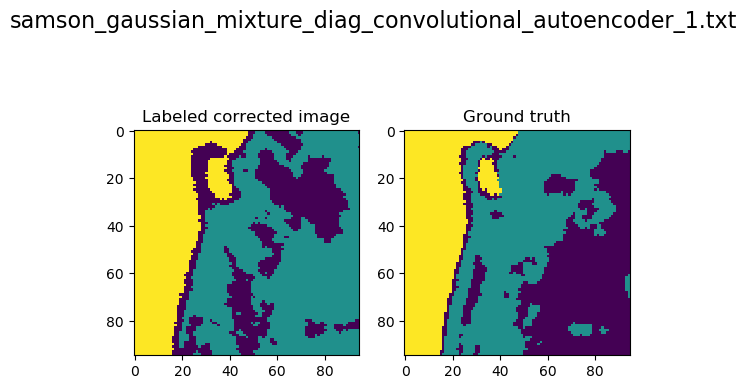 samson_gaussian_mixture_diag_convolutional_autoencoder_1.txt
Labeled corrected image
Ground truth
0
20
40
60
80
0
20
40
60
80
0 20 40 60 80
0 20 40 60 80